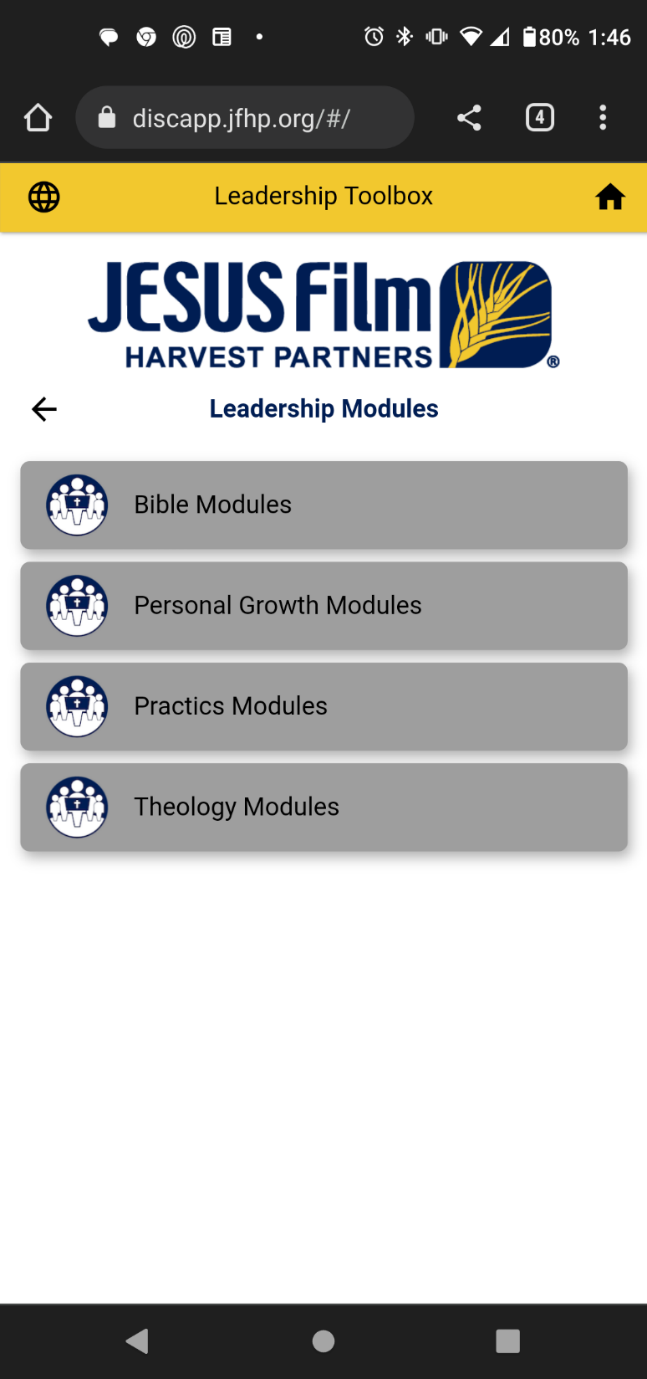 80% 1:46
discapp.jfhp.org/#/
4
Leadership Toolbox
JESUS Film
HARVEST PARTNERS®
Leadership Modules
Bible Modules
Personal Growth Modules
Practics Modules
Theology Modules